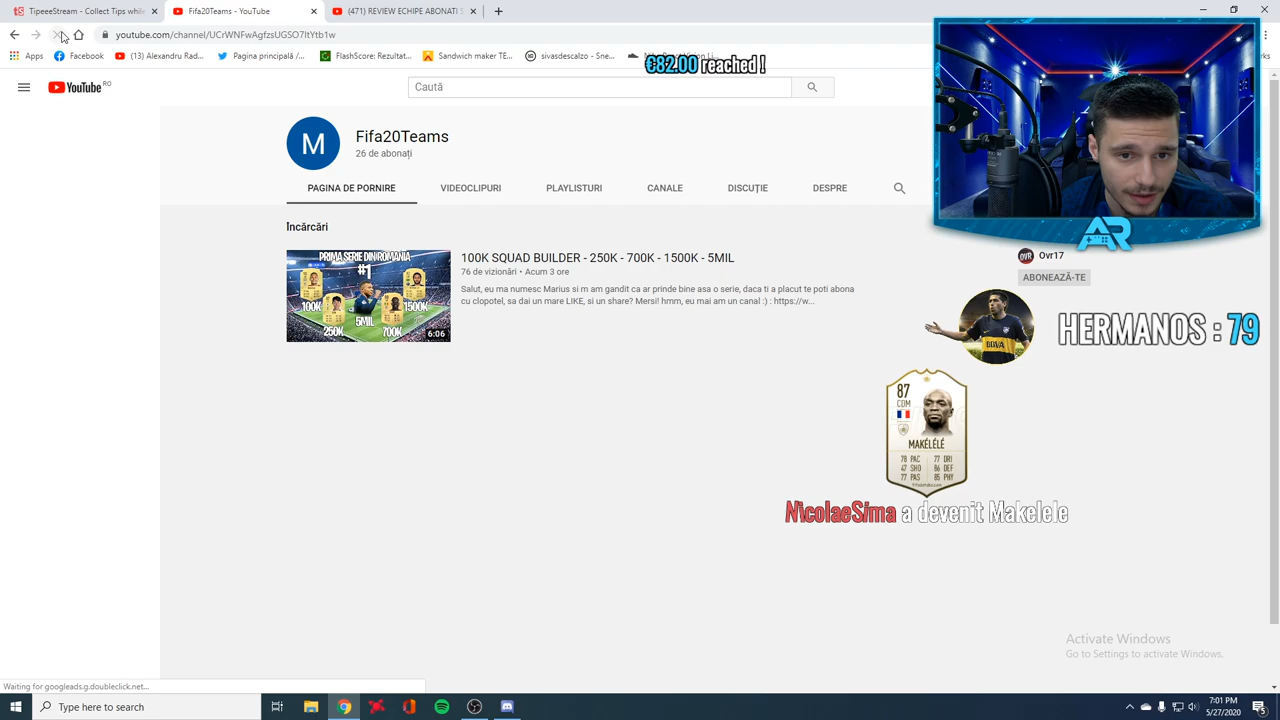 TipeeeStream - Collect Tips while
Fifa20Teams - YouTube
(471) REVIEW ECHIPE ABONATI S
Apps
Facebook
(13) Alexandru Rad...
Pagina principală /...
FlashScore: Rezultat...
Sandwich maker TE...
sivasdescalzo - Sne...
€82.00 reached !
YouTube RO
Caută
M
Fifa20Teams
26 de abonați
PAGINA DE PORNIRE
VIDEOCLIPURI
PLAYLISTURI
CANALE
DISCUȚIE
DESPRE
Încărcări
PRIMA SERIE DIN ROMANIA
#1
100K
1500K
5MIL
250K
700K
6:06
100K SQUAD BUILDER - 250K - 700K - 1500K - 5MIL
76 de vizionări • Acum 3 ore
Salut, eu ma numesc Marius si m am gandit ca ar prinde bine asa o serie, daca ti a placut te poti abona
cu clopotel, sa dai un mare LIKE, si un share? Mersi! hmm, eu mai am un canal :) : https://w...
AR
OVR
Ovr17
ABONEAZĂ-TE
BBVA
HERMANOS : 79
87
CDM
MAKÉLÉLÉ
78 PAC 77 DRI
47 SHO 86 DEF
77 PAS 85 PHY
NicolaeSima a devenit Makelele
Activate Windows
Go to Settings to activate Windows.
Waiting for googleads.g.doubleclick.net...
Type here to search
7:01 PM
5/27/2020
5